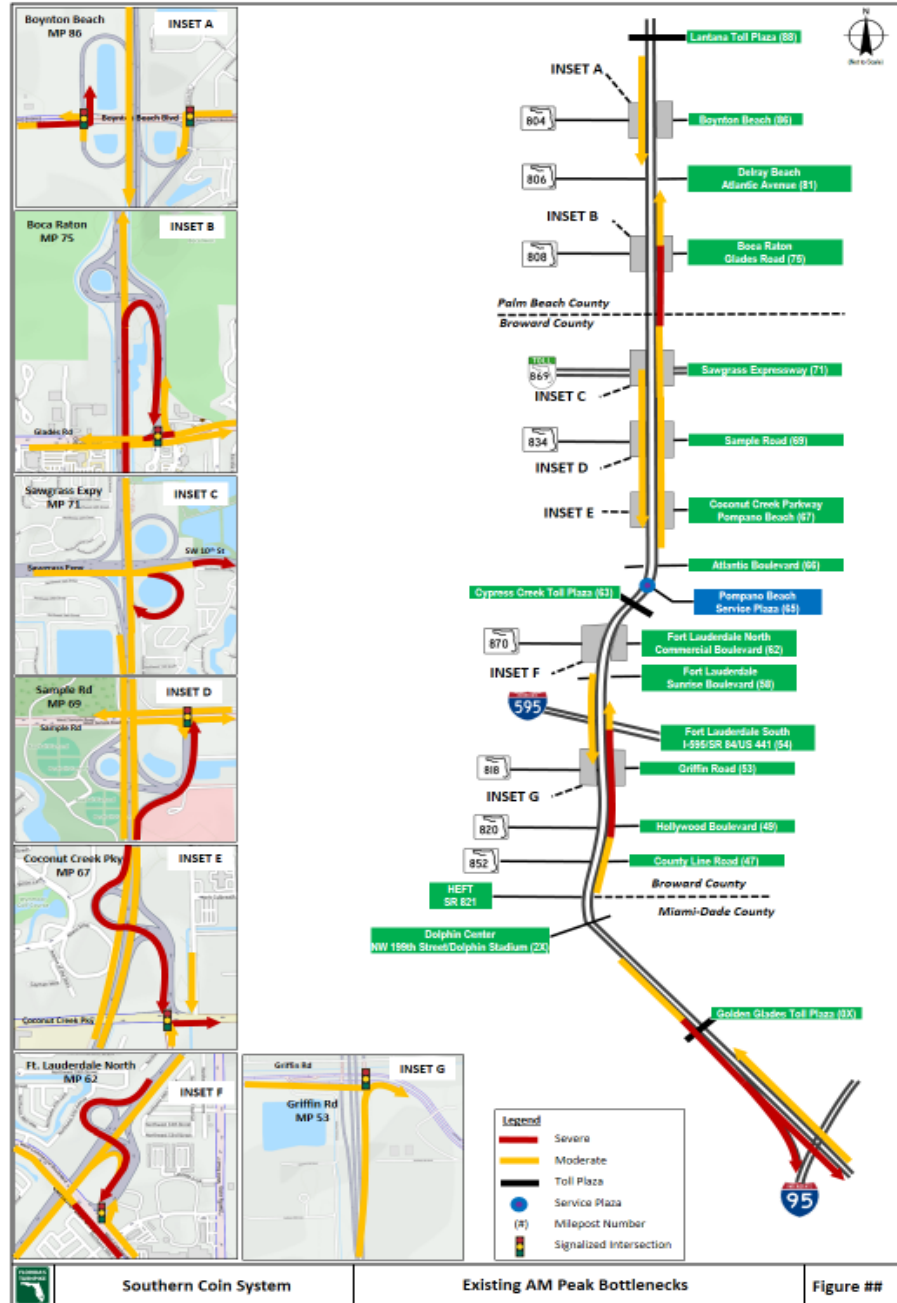 Boynton Beach
MP 86
INSET A
Boynton Beach Blvd
Boca Raton
MP 75
INSET B
Glades Rd
Sawgrass Expy
MP 71
INSET C
SW 10th St
Sawgrass Expy
Sample Rd
MP 69
INSET D
Sample Rd
Coconut Creek Pky
MP 67
INSET E
Coconut Creek Pky
Ft. Lauderdale North
MP 62
INSET F
INSET G
Griffin Rd
Griffin Rd
MP 53
N
(Not to Scale)
Lantana Toll Plaza (88)
INSET A
804
Boynton Beach (86)
806
Delray Beach
Atlantic Avenue (81)
INSET B
808
Boca Raton
Glades Road (75)
Palm Beach County
Broward County
TOLL
869
Sawgrass Expressway (71)
INSET C
834
Sample Road (69)
INSET D
INSET E
Coconut Creek Parkway
Pompano Beach (67)
Atlantic Boulevard (66)
Cypress Creek Toll Plaza (63)
Pompano Beach
Service Plaza (65)
870
Fort Lauderdale North
Commercial Boulevard (62)
INSET F
Fort Lauderdale
Sunrise Boulevard (58)
595
Fort Lauderdale South
I-595/SR 84/US 441 (54)
818
Griffin Road (53)
INSET G
820
Hollywood Boulevard (49)
852
County Line Road (47)
HEFT
SR 821
Broward County
Miami-Dade County
Dolphin Center
NW 199th Street/Dolphin Stadium (2X)
Golden Glades Toll Plaza (0X)
95
Legend
Severe
Moderate
Toll Plaza
Service Plaza
(#) Milepost Number
Signalized Intersection
FLORIDA'S TURNPIKE
Southern Coin System
Existing AM Peak Bottlenecks
Figure ##